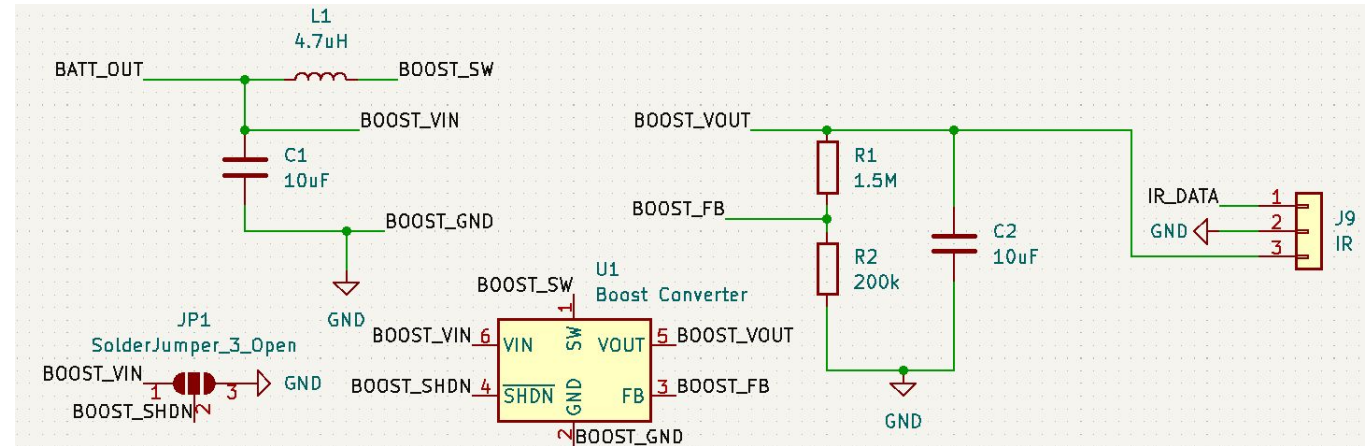 L1
4.7uH
BATT_OUT
BOOST_SW
BOOST_VIN
C1
10uF
BOOST_GND
GND
JP1
SolderJumper_3_Open
BOOST_VIN
1
3
GND
BOOST_SHDN
2
U1
Boost Converter
BOOST_SW
1
BOOST_VIN
6
VIN
SW
VOUT
5
BOOST_VOUT
BOOST_SHDN
4
SHDN
GND
FB
3
BOOST_FB
2
BOOST_GND
BOOST_VOUT
R1
1.5M
BOOST_FB
R2
200k
C2
10uF
GND
IR_DATA
1
GND
2
3
J9
IR